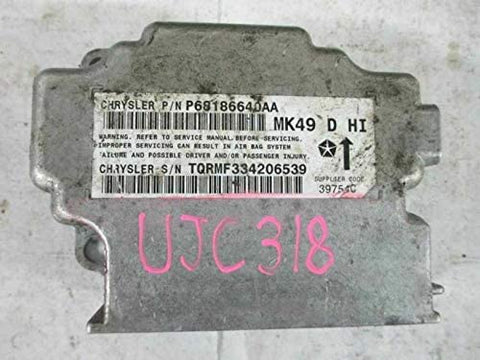 CHRYSLER P/N P68186640AA
MK49 D HI
WARNING. REFER TO SERVICE MANUAL.BEFORE-SERVICING.
IMPROPER SERVICING CAN RESULT IN AIR BAG SYSTEM
FAILURE AND POSSIBLE DRIVER AND/OR PASSENGER INJURY.
CHRYSLER S/N TQRMF334206539
SUPPLIER CODE
39754C
UJC318